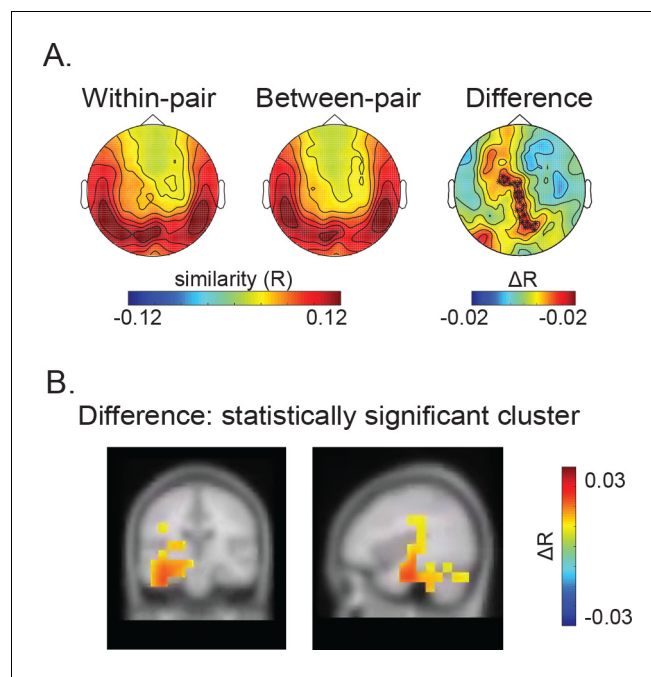 A.
Within-pair Between-pair Difference
similarity (R) ΔR
-0.12 0.12 -0.02 -0.02
B.
Difference: statistically significant cluster
0.03
ΔR
-0.03